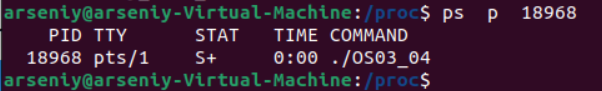 arseniy@arseniy-Virtual-Machine:/proc$ ps p 18968
PID TTY STAT TIME COMMAND
18968 pts/1 S+ 0:00 ./OS03_04
arseniy@arseniy-Virtual-Machine:/proc$